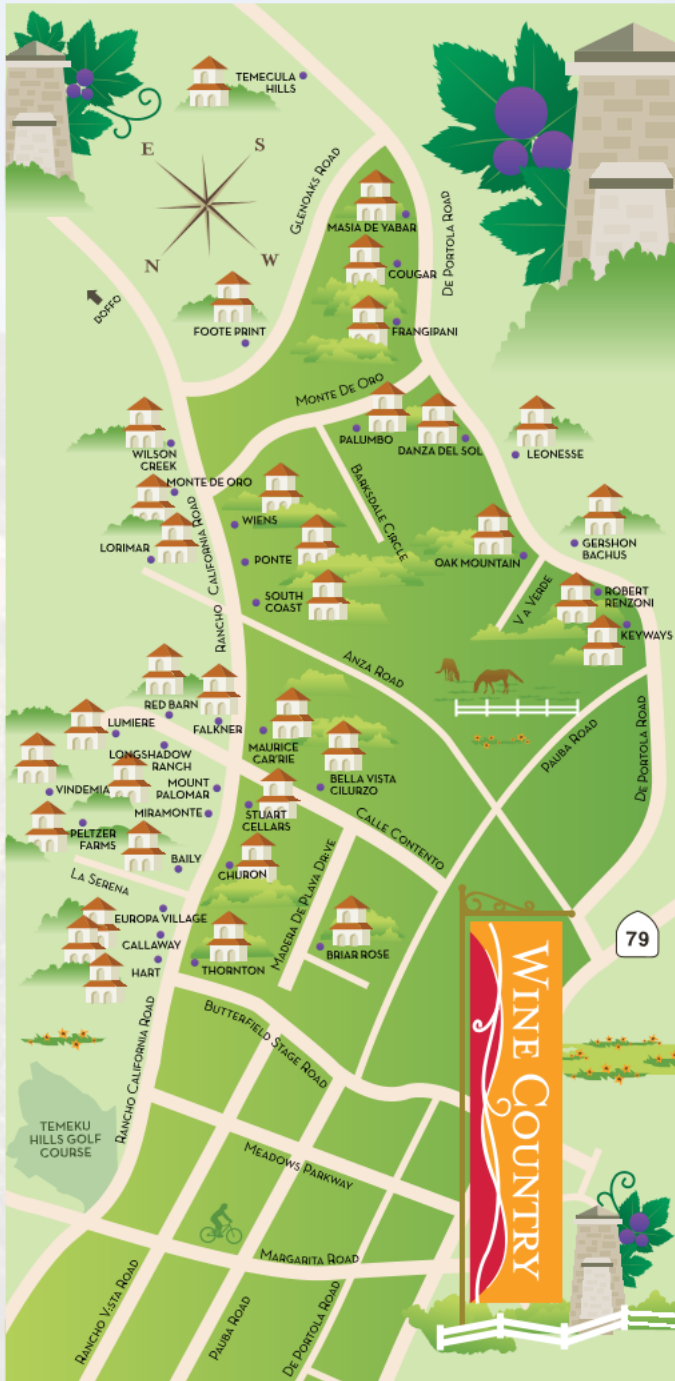 TEMECULA
HILLS
E
S
N
W
GLENOAKS ROAD
DE PORTOLA ROAD
MASIA DE YABAR
COUGAR
FRANGIPANI
DOFFO
FOOTE PRINT
MONTE DE ORO
PALUMBO
DANZA DEL SOL
LEONESSE
WILSON
CREEK
MONTE DE ORO
BARKSDALE CIRCLE
WIENS
LORIMAR
RANCHO CALIFORNIA ROAD
PONTE
OAK MOUNTAIN
GERSHON
BACHUS
SOUTH
COAST
VIA VERDE
ROBERT
RENZONI
KEYWAYS
ANZA ROAD
RED BARN
LUMIERE
FALKNER
LONGSHADOW
RANCH
MAURICE
CAR'RIE
PAUBA ROAD
DE PORTOLA ROAD
VINDEMIA
MOUNT
PALOMAR
BELLA VISTA
CILURZO
MIRAMONTE
STUART
CELLARS
CALLE CONTENTO
PELTZER
FARMS
BAILY
CHURON
MADERA DE PLAYA DRIVE
LA SERENA
EUROPA VILLAGE
CALLAWAY
HART
THORNTON
BRIAR ROSE
79
WINE COUNTRY
BUTTERFIELD STAGE ROAD
RANCHO CALIFORNIA ROAD
TEMEKU
HILLS GOLF
COURSE
MEADOWS PARKWAY
MARGARITA ROAD
RANCHO VISTA ROAD
PAUBA ROAD
DE PORTOLA ROAD